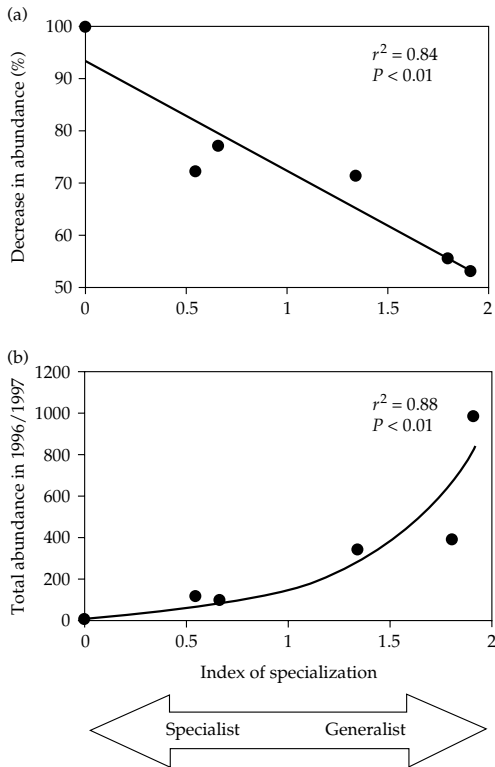 (a)
100
90
80
70
60
50
Decrease in abundance (%)
r² = 0.84
P < 0.01
0
0.5
1
1.5
2
(b)
1200
1000
800
600
400
200
0
Total abundance in 1996/1997
r² = 0.88
P < 0.01
0
0.5
1
1.5
2
Index of specialization
Specialist
Generalist